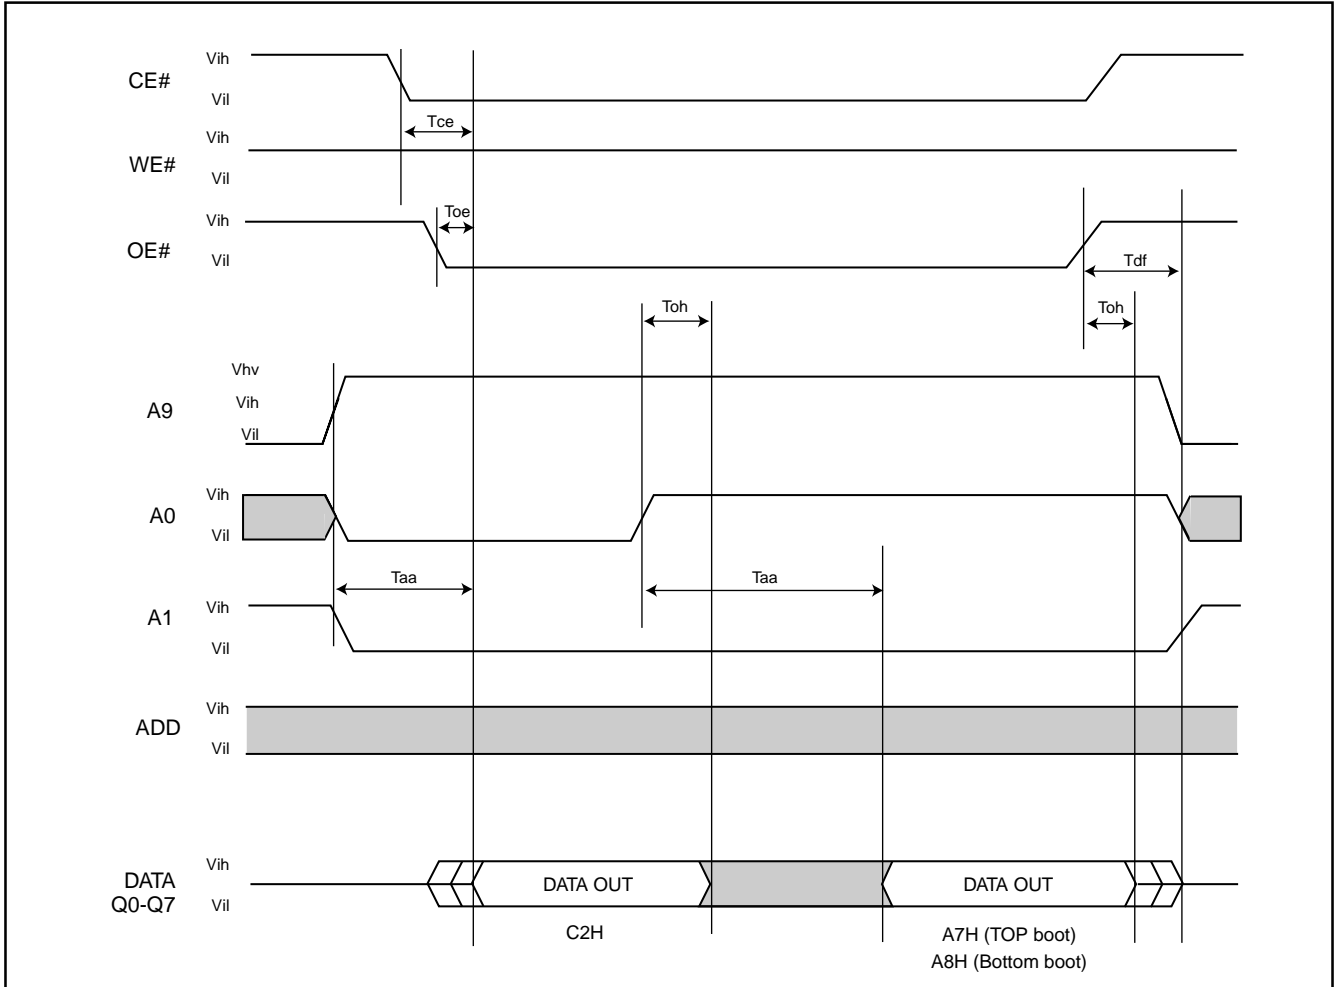 Vih
CE#
Vil
Tce
Vih
WE#
Vil
Toe
Vih
OE#
Vil
Tdf
Toh
Toh
Vhv
Vih
A9
Vil
Vih
A0
Vil
Taa
Taa
Vih
A1
Vil
Vih
ADD
Vil
Vih
DATA
Q0-Q7
Vil
DATA OUT
DATA OUT
C2H
A7H (TOP boot)
A8H (Bottom boot)